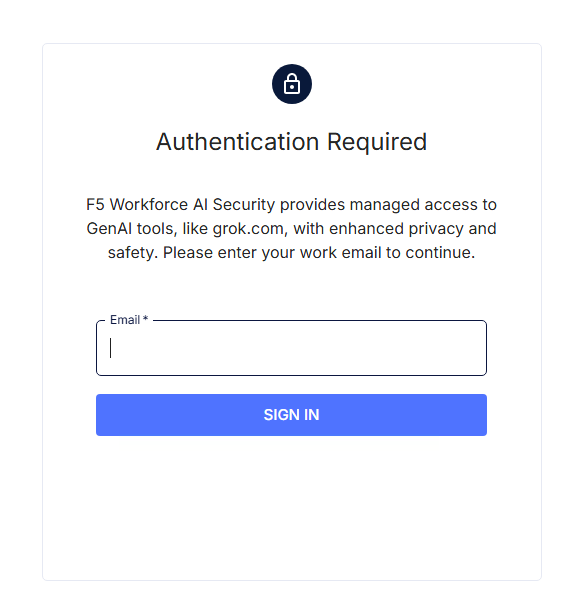 Authentication Required
F5 Workforce AI Security provides managed access to
GenAI tools, like grok.com, with enhanced privacy and
safety. Please enter your work email to continue.
Email *
SIGN IN